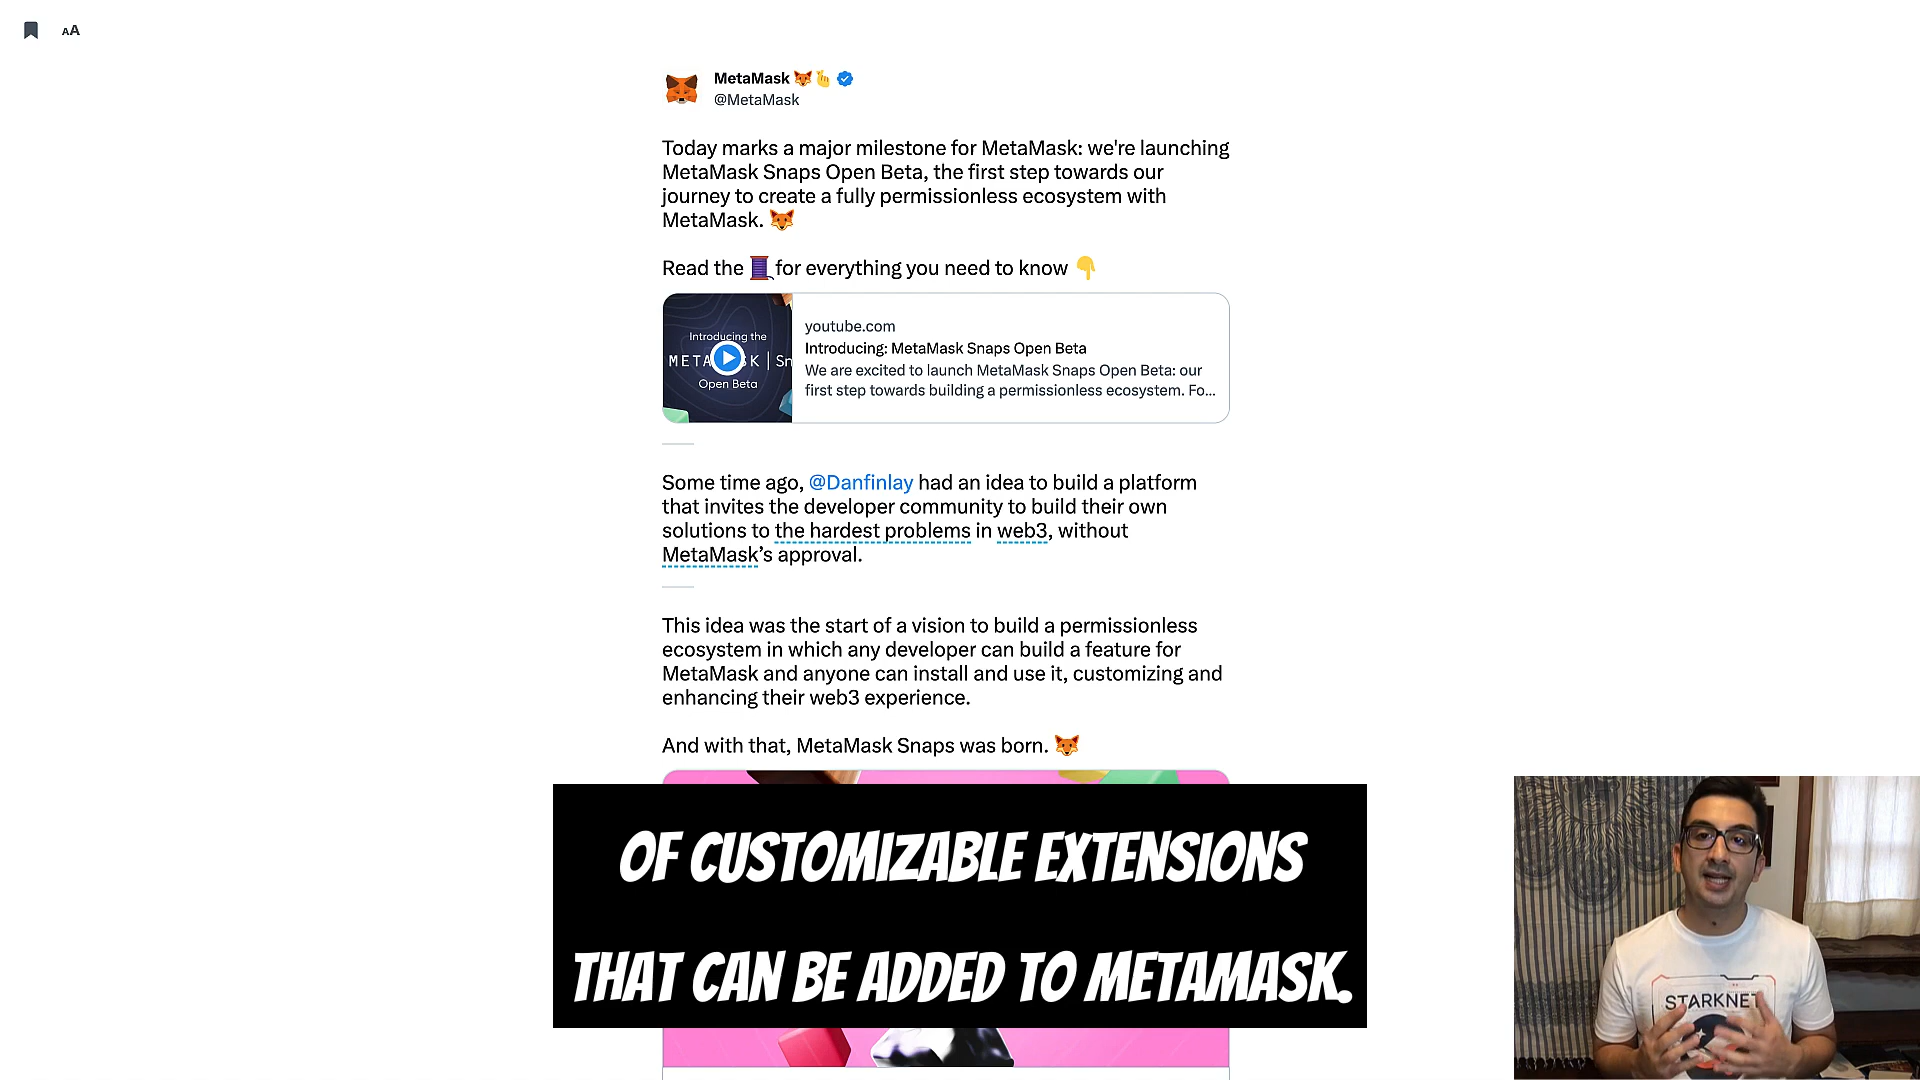 AA
MetaMask
@MetaMask
Today marks a major milestone for MetaMask: we're launching
MetaMask Snaps Open Beta, the first step towards our
journey to create a fully permissionless ecosystem with
MetaMask.
Read the for everything you need to know
Introducing the
Open Beta
youtube.com
Introducing: MetaMask Snaps Open Beta
We are excited to launch MetaMask Snaps Open Beta: our
first step towards building a permissionless ecosystem. Fo...
Some time ago, @Danfinlay had an idea to build a platform
that invites the developer community to build their own
solutions to the hardest problems in web3, without
MetaMask’s approval.
This idea was the start of a vision to build a permissionless
ecosystem in which any developer can build a feature for
MetaMask and anyone can install and use it, customizing and
enhancing their web3 experience.
And with that, MetaMask Snaps was born.
OF CUSTOMIZABLE EXTENSIONS
THAT CAN BE ADDED TO METAMASK.
STARKNET